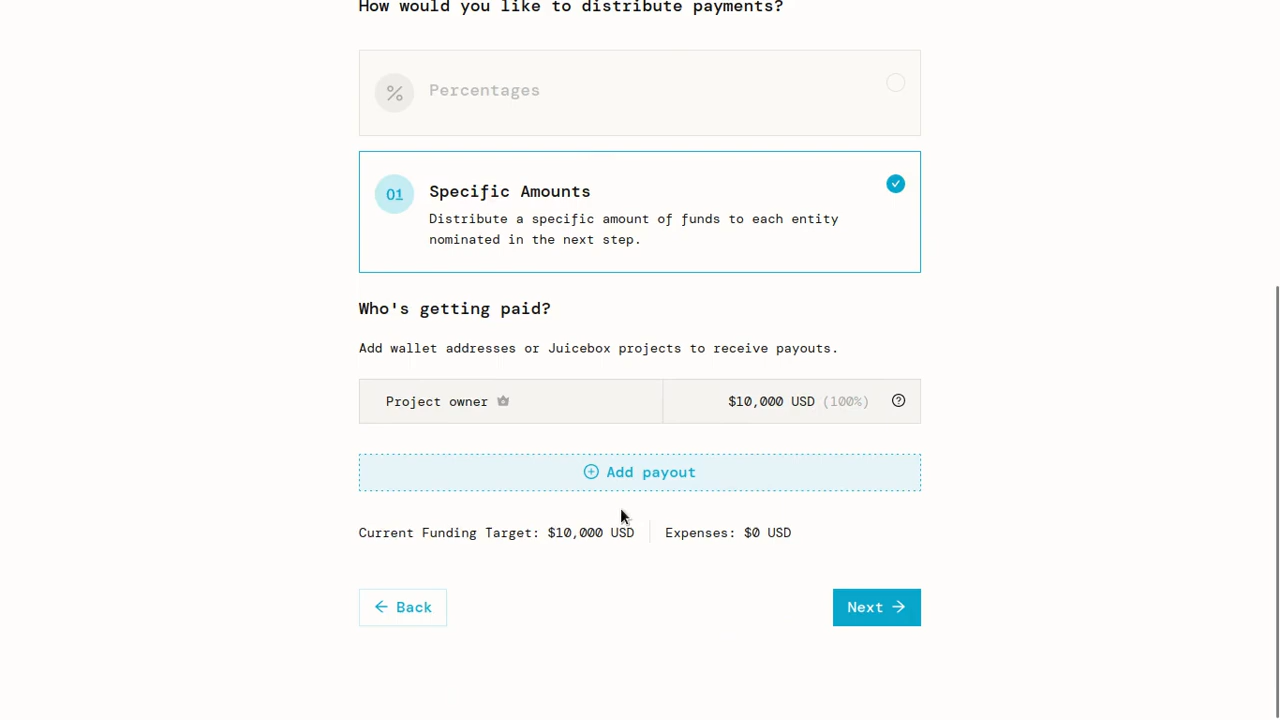 How would you like to distribute payments?
%
Percentages
01
Specific Amounts
Distribute a specific amount of funds to each entity
nominated in the next step.
Who's getting paid?
Add wallet addresses or Juicebox projects to receive payouts.
Project owner $10,000 USD (100%)
Add payout
Current Funding Target: $10,000 USD Expenses: $0 USD
Back Next